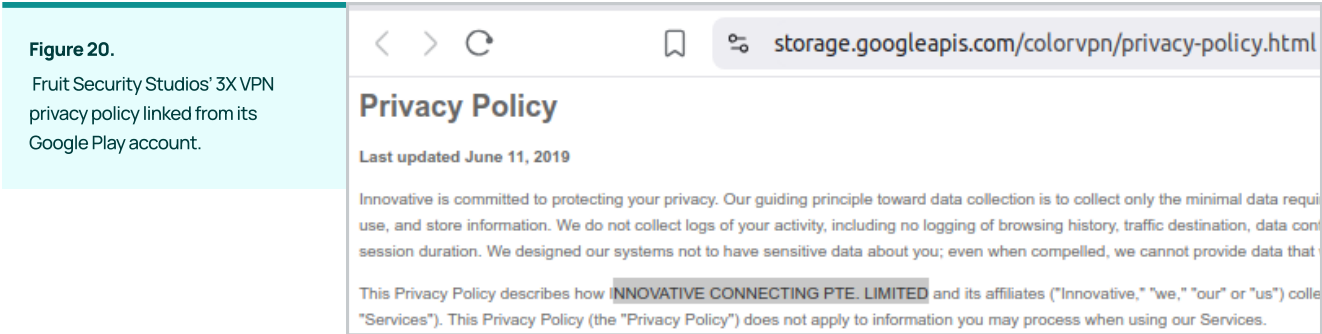 Figure 20.
Fruit Security Studios' 3X VPN
privacy policy linked from its
Google Play account.
storage.googleapis.com/colorvpn/privacy-policy.html
Privacy Policy
Last updated June 11, 2019
Innovative is committed to protecting your privacy. Our guiding principle toward data collection is to collect only the minimal data requi
use, and store information. We do not collect logs of your activity, including no logging of browsing history, traffic destination, data con
session duration. We designed our systems not to have sensitive data about you; even when compelled, we cannot provide data that
This Privacy Policy describes how INNOVATIVE CONNECTING PTE. LIMITED and its affiliates ("Innovative," "we," "our" or "us") colle
"Services"). This Privacy Policy (the "Privacy Policy") does not apply to information you may process when using our Services.